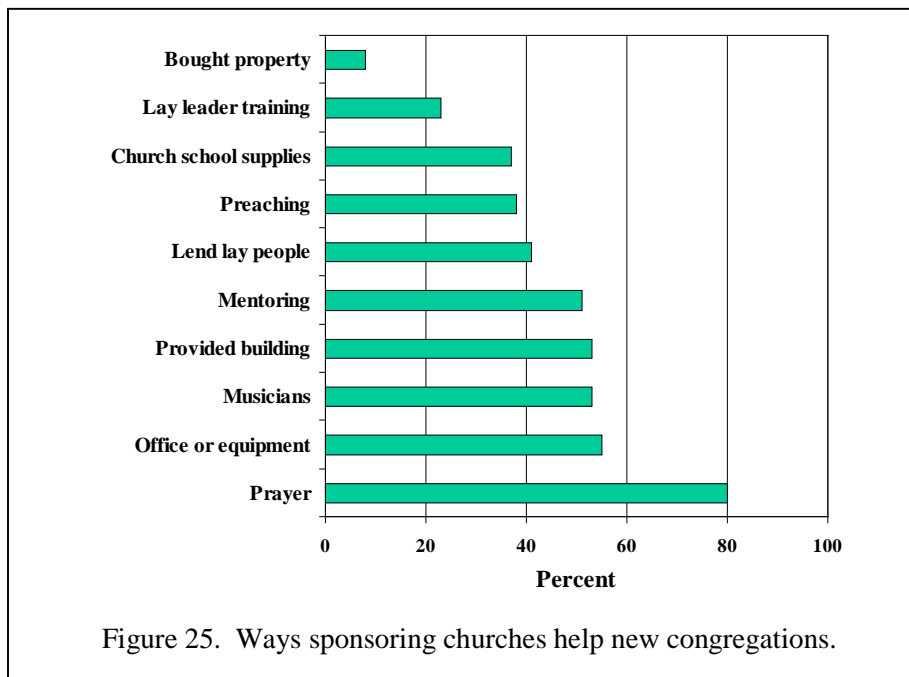 Bought property
Lay leader training
Church school supplies
Preaching
Lend lay people
Mentoring
Provided building
Musicians
Office or equipment
Prayer
0 20 40 60 80 100
Percent
Figure 25. Ways sponsoring churches help new congregations.